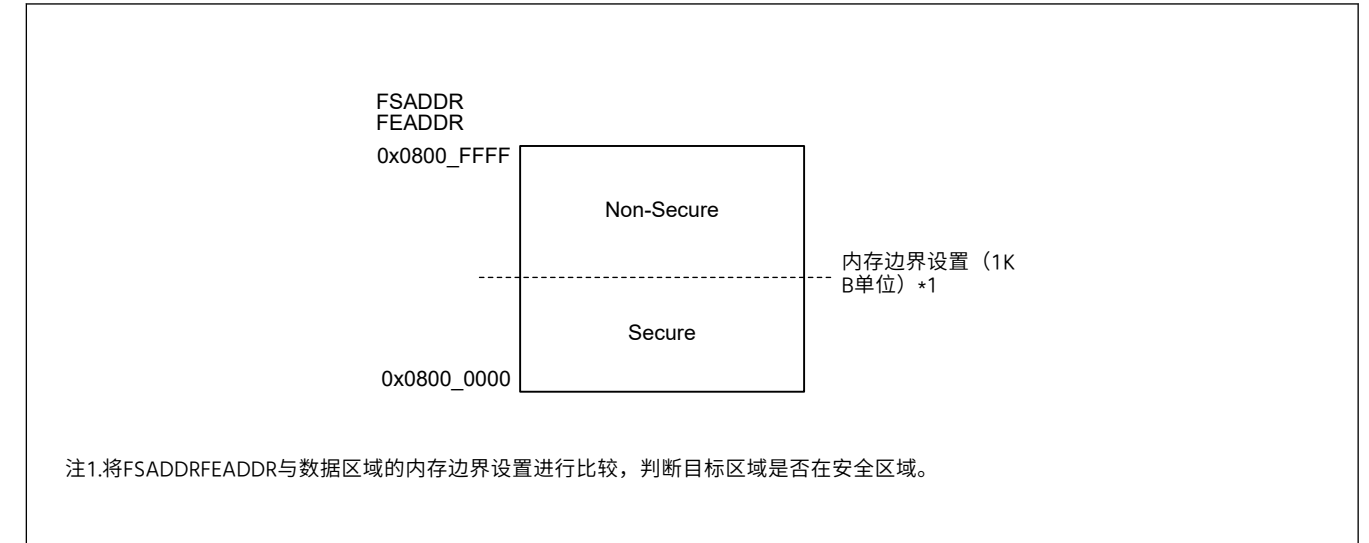 FSADDR
FEADDR
0x0800_FFFF
Non-Secure
内存边界设置（1K
B单位）*1
Secure
0x0800_0000
注1.将FSADDRFEADDR与数据区域的内存边界设置进行比较，判断目标区域是否在安全区域。